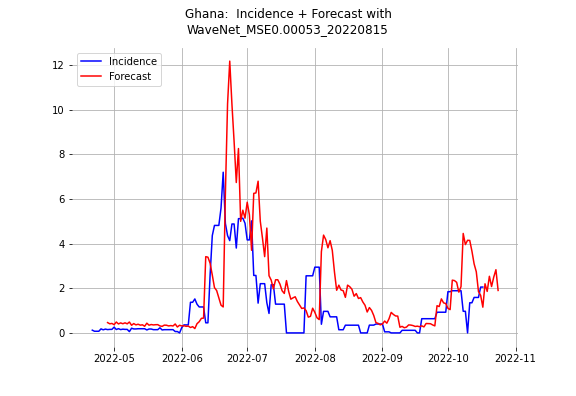 Ghana:  Incidence + Forecast with
WaveNet_MSE0.00053_20220815
Incidence
Forecast
12
10
8
6
4
2
0
2022-05 2022-06 2022-07 2022-08 2022-09 2022-10 2022-11